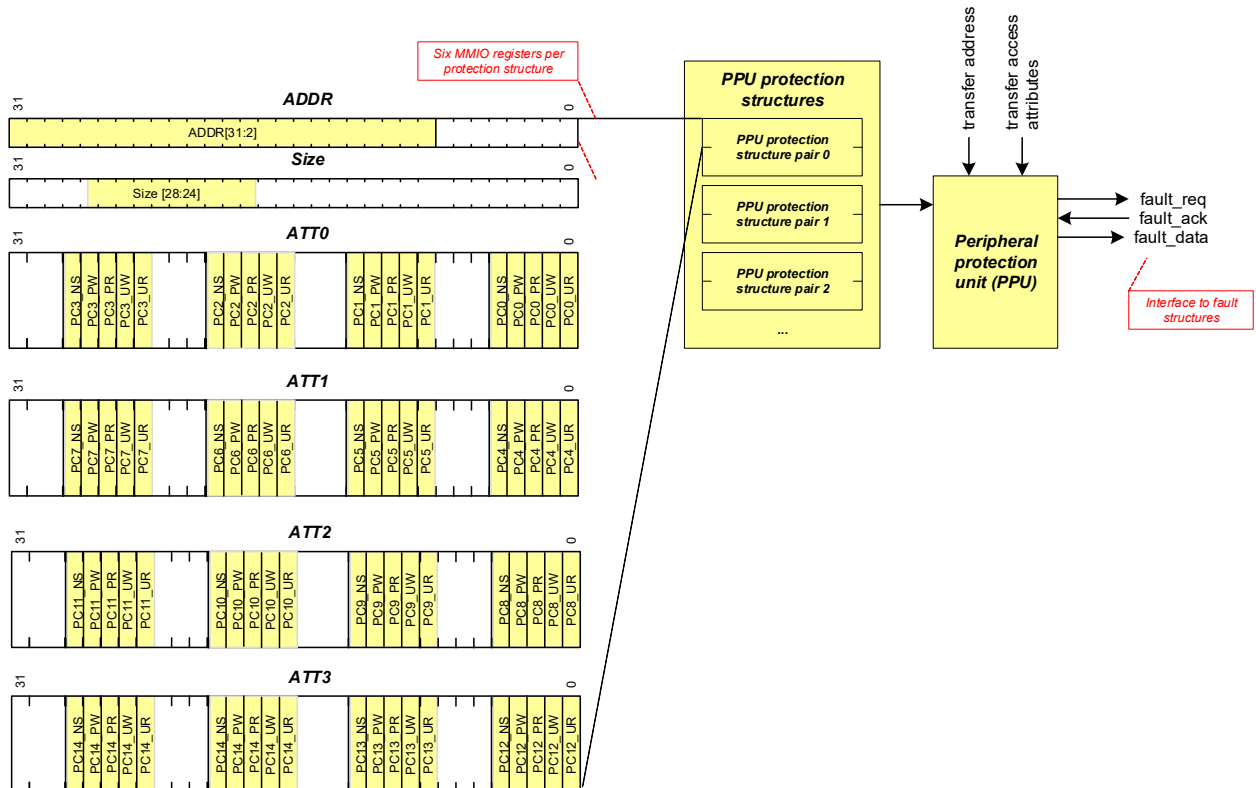 Six MMIO registers per
protection structure
ADDR
31
0
ADDR[31:2]
Size
31
0
Size [28:24]
ATT0
31
0
PC3_NS
PC3_PW
PC3_PR
PC3_UW
PC3_UR
PC2_NS
PC2_PW
PC2_PR
PC2_UW
PC2_UR
PC1_NS
PC1_PW
PC1_PR
PC1_UW
PC1_UR
PC0_NS
PC0_PW
PC0_PR
PC0_UW
PC0_UR
ATT1
31
0
PC7_NS
PC7_PW
PC7_PR
PC7_UW
PC7_UR
PC6_NS
PC6_PW
PC6_PR
PC6_UW
PC6_UR
PC5_NS
PC5_PW
PC5_PR
PC5_UW
PC5_UR
PC4_NS
PC4_PW
PC4_PR
PC4_UW
PC4_UR
ATT2
31
0
PC11_NS
PC11_PW
PC11_PR
PC11_UW
PC11_UR
PC10_NS
PC10_PW
PC10_PR
PC10_UW
PC10_UR
PC9_NS
PC9_PW
PC9_PR
PC9_UW
PC9_UR
PC8_NS
PC8_PW
PC8_PR
PC8_UW
PC8_UR
ATT3
31
0
PC14_NS
PC14_PW
PC14_PR
PC14_UW
PC14_UR
PC14_NS
PC14_PW
PC14_PR
PC14_UW
PC14_UR
PC13_NS
PC13_PW
PC13_PR
PC13_UW
PC13_UR
PC12_NS
PC12_PW
PC12_PR
PC12_UW
PC12_UR
PPU protection
structures
PPU protection
structure pair 0
PPU protection
structure pair 1
PPU protection
structure pair 2
...
transfer address
transfer access
attributes
Peripheral
protection
unit (PPU)
fault_req
fault_ack
fault_data
Interface to fault
structures